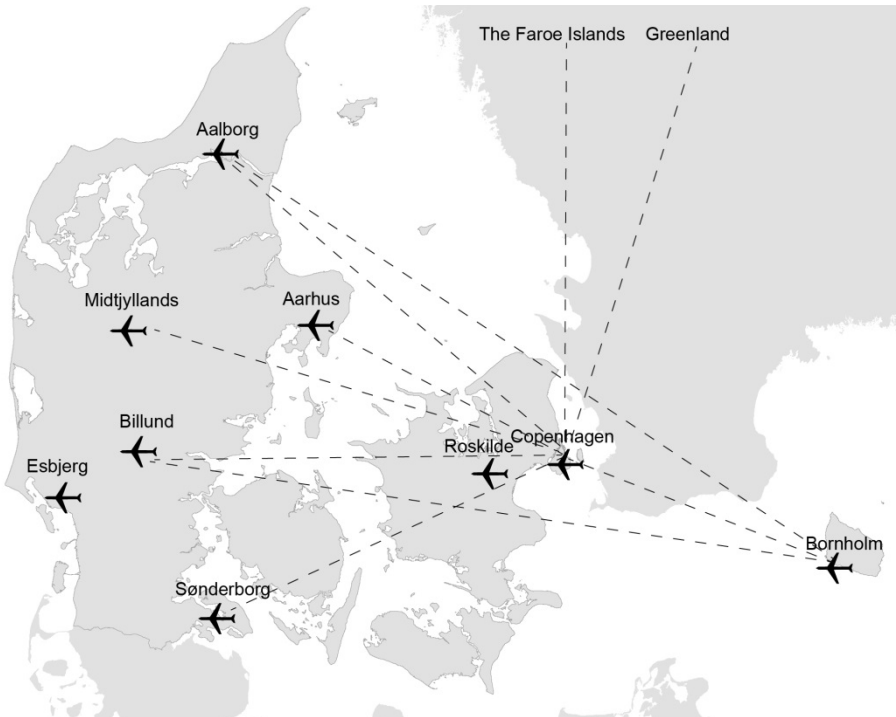 The Faroe Islands
Greenland
Aalborg
Midtjyllands
Aarhus
Billund
Roskilde
Copenhagen
Esbjerg
Bornholm
Sønderborg